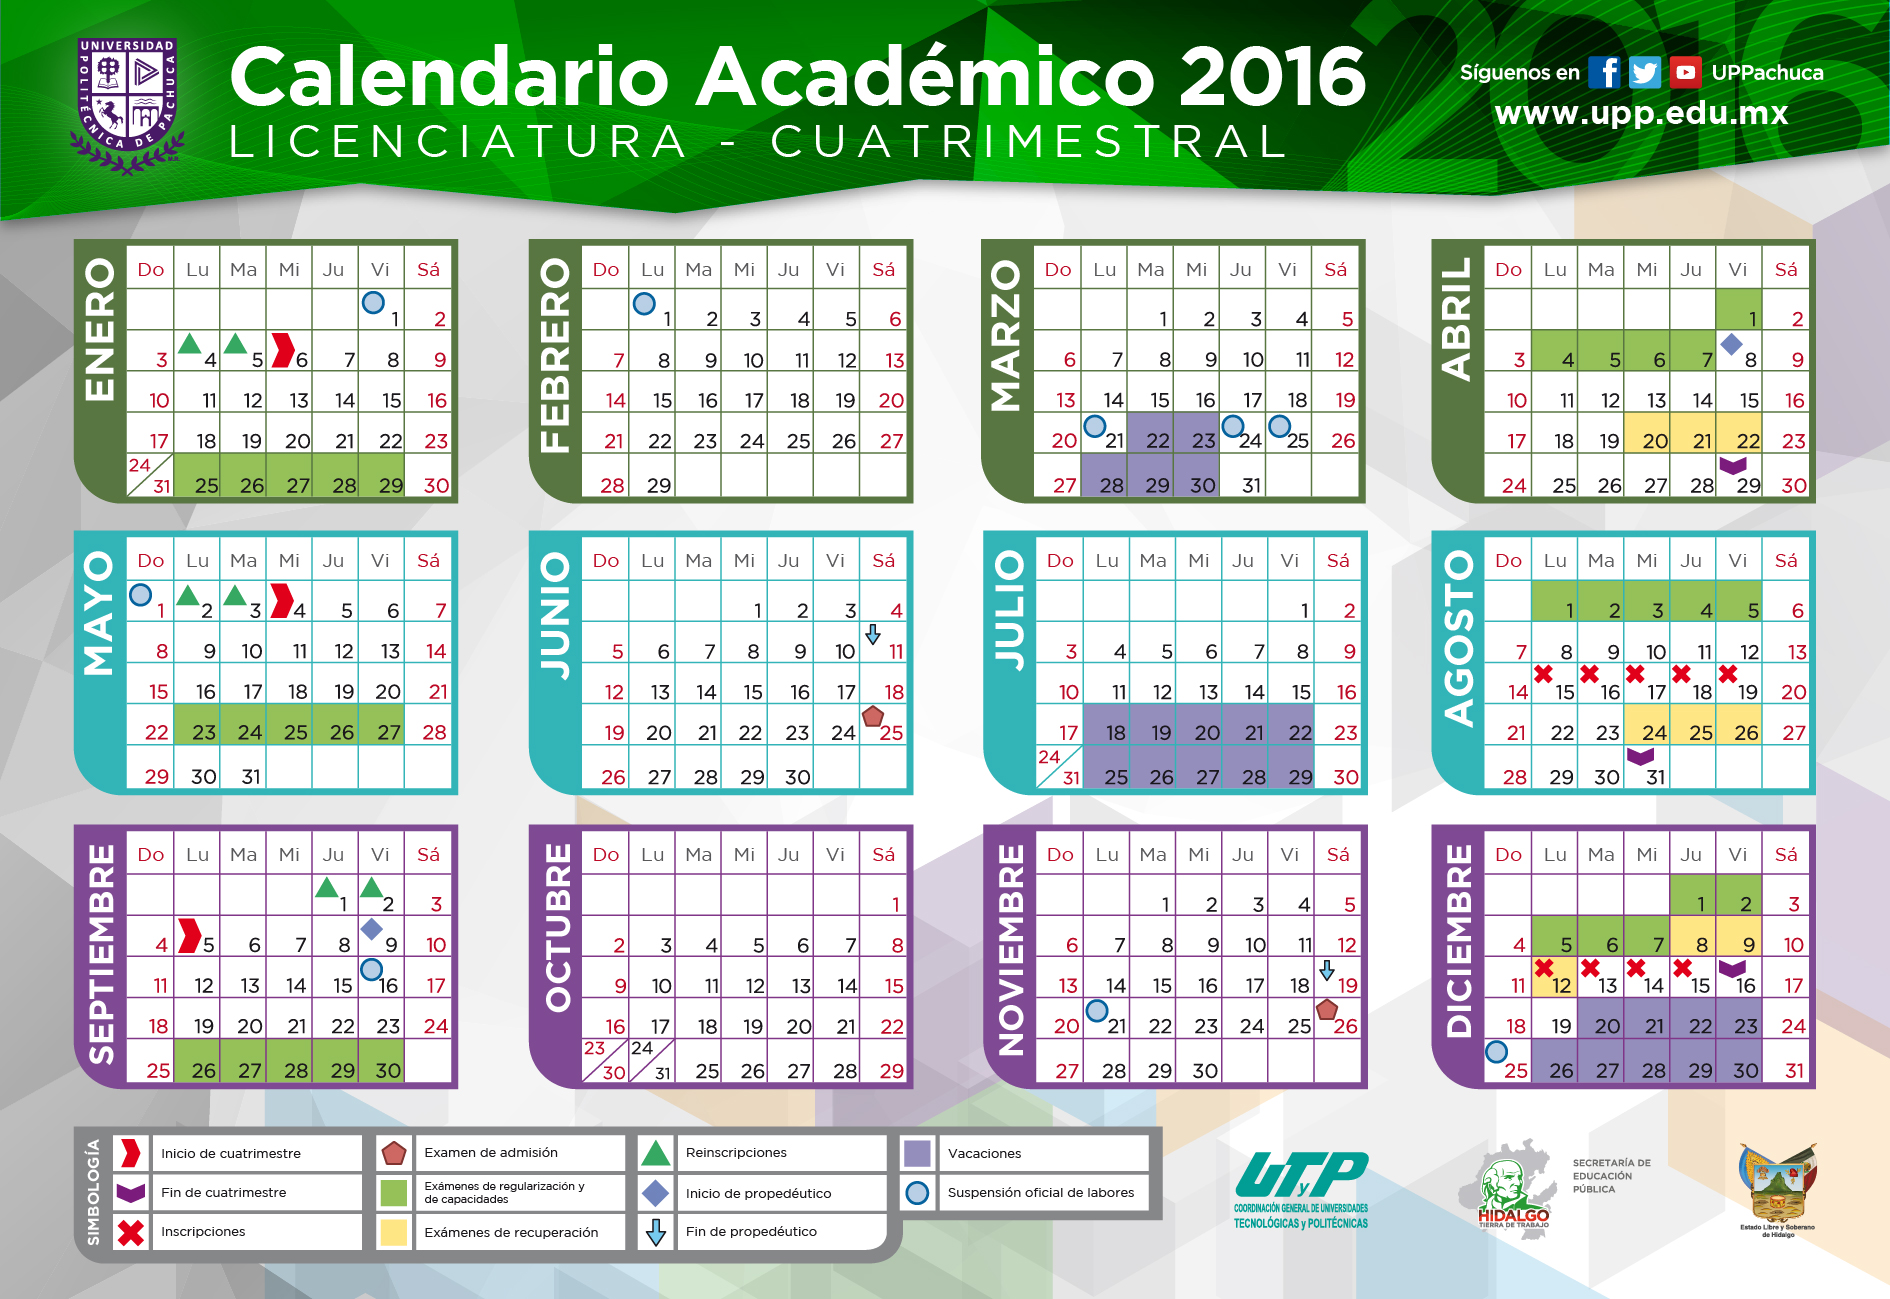 UNIVERSIDAD
POLITÉCNICA DE PACHUCA
Calendario Académico 2016
LICENCIATURA - CUATRIMESTRAL
2016
Síguenos en UPPachuca
www.upp.edu.mx
ENERO
Do Lu Ma Mi Ju Vi Sá
1 2
3 4 5 6 7 8 9
10 11 12 13 14 15 16
17 18 19 20 21 22 23
24/31 25 26 27 28 29 30
FEBRERO
Do Lu Ma Mi Ju Vi Sá
1 2 3 4 5 6
7 8 9 10 11 12 13
14 15 16 17 18 19 20
21 22 23 24 25 26 27
28 29
MARZO
Do Lu Ma Mi Ju Vi Sá
1 2 3 4 5
6 7 8 9 10 11 12
13 14 15 16 17 18 19
20 21 22 23 24 25 26
27 28 29 30 31
ABRIL
Do Lu Ma Mi Ju Vi Sá
1 2
3 4 5 6 7 8 9
10 11 12 13 14 15 16
17 18 19 20 21 22 23
24 25 26 27 28 29 30
MAYO
Do Lu Ma Mi Ju Vi Sá
1 2 3 4 5 6 7
8 9 10 11 12 13 14
15 16 17 18 19 20 21
22 23 24 25 26 27 28
29 30 31
JUNIO
Do Lu Ma Mi Ju Vi Sá
1 2 3 4
5 6 7 8 9 10 11
12 13 14 15 16 17 18
19 20 21 22 23 24 25
26 27 28 29 30
JULIO
Do Lu Ma Mi Ju Vi Sá
1 2
3 4 5 6 7 8 9
10 11 12 13 14 15 16
17 18 19 20 21 22 23
24/31 25 26 27 28 29 30
AGOSTO
Do Lu Ma Mi Ju Vi Sá
1 2 3 4 5 6
7 8 9 10 11 12 13
14 15 16 17 18 19 20
21 22 23 24 25 26 27
28 29 30 31
SEPTIEMBRE
Do Lu Ma Mi Ju Vi Sá
1 2 3
4 5 6 7 8 9 10
11 12 13 14 15 16 17
18 19 20 21 22 23 24
25 26 27 28 29 30
OCTUBRE
Do Lu Ma Mi Ju Vi Sá
1
2 3 4 5 6 7 8
9 10 11 12 13 14 15
16 17 18 19 20 21 22
23/30 24/31 25 26 27 28 29
NOVIEMBRE
Do Lu Ma Mi Ju Vi Sá
1 2 3 4 5
6 7 8 9 10 11 12
13 14 15 16 17 18 19
20 21 22 23 24 25 26
27 28 29 30
DICIEMBRE
Do Lu Ma Mi Ju Vi Sá
1 2 3
4 5 6 7 8 9 10
11 12 13 14 15 16 17
18 19 20 21 22 23 24
25 26 27 28 29 30 31
SIMBOLOGÍA
Inicio de cuatrimestre
Fin de cuatrimestre
Inscripciones
Examen de admisión
Exámenes de regularización y
de capacidades
Exámenes de recuperación
Reinscripciones
Inicio de propedéutico
Fin de propedéutico
Vacaciones
Suspensión oficial de labores
UTyP
COORDINACIÓN GENERAL DE UNIVERSIDADES
TECNOLÓGICAS y POLITÉCNICAS
HIDALGO
TIERRA DE TRABAJO
SECRETARÍA DE
EDUCACIÓN
PÚBLICA
Estado Libre y Soberano
de Hidalgo